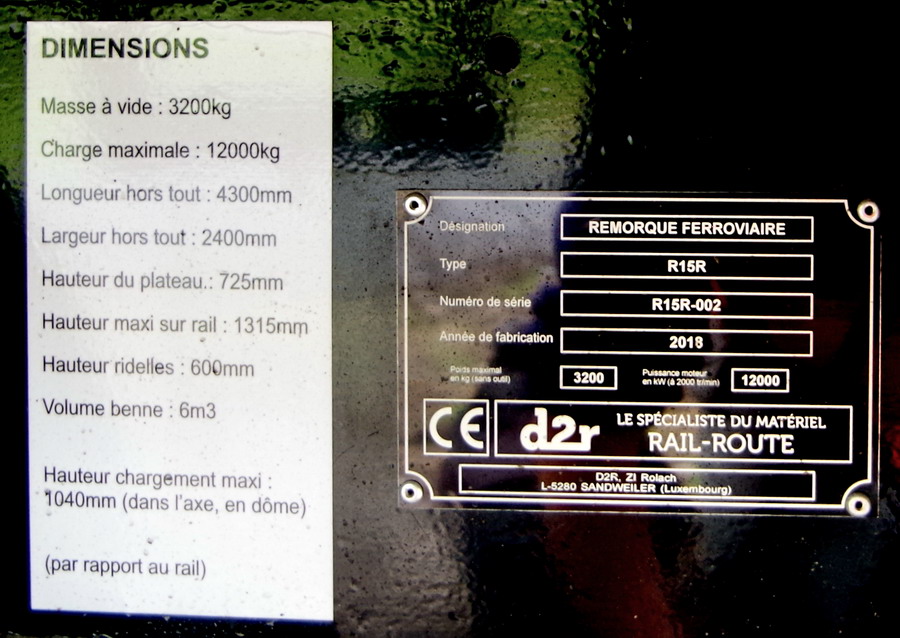 DIMENSIONS
Masse à vide : 3200kg
Charge maximale : 12000kg
Longueur hors tout : 4300mm
Largeur hors tout : 2400mm
Hauteur du plateau.: 725mm
Hauteur maxi sur rail : 1315mm
Hauteur ridelles : 600mm
Volume benne : 6m3
Hauteur chargement maxi :
1040mm (dans l'axe, en dôme)
(par rapport au rail)
Désignation REMORQUE FERROVIAIRE
Type R15R
Numéro de série R15R-002
Année de fabrication 2018
Poids maximal
en kg (sans outil) 3200
Puissance moteur
en kW (à 2000 tr/min) 12000
CE
d2r
LE SPÉCIALISTE DU MATÉRIEL
RAIL-ROUTE
D2R, ZI Rolach
L-5280 SANDWEILER (Luxembourg)